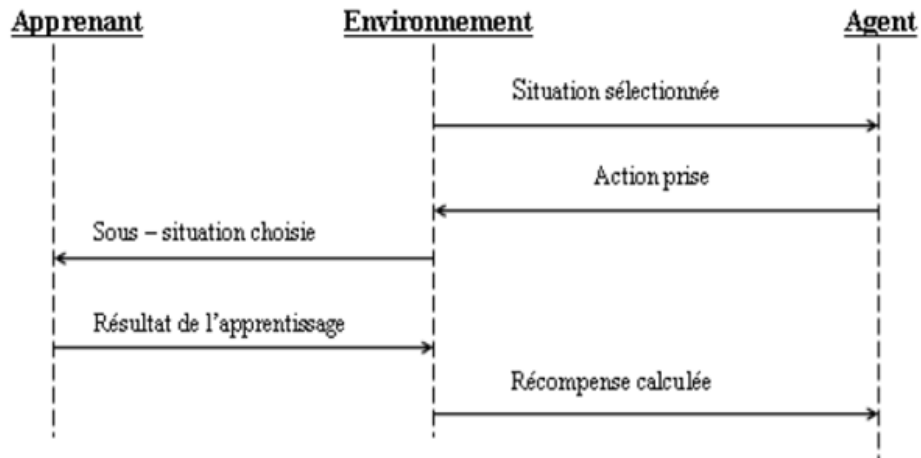 Apprenant Environnement Agent
Situation sélectionnée
Action prise
Sous – situation choisie
Résultat de l'apprentissage
Récompense calculée